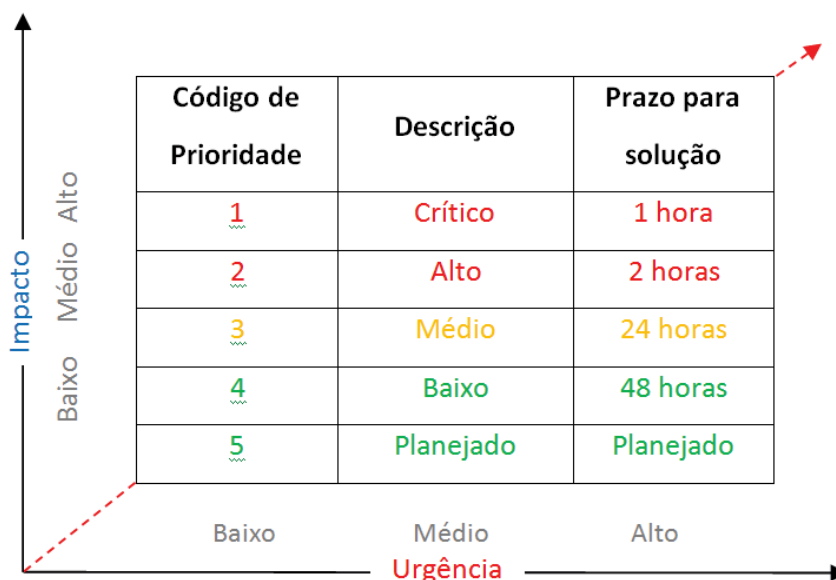 Código de Prioridade
Descrição
Prazo para solução
1
Crítico
1 hora
2
Alto
2 horas
3
Médio
24 horas
4
Baixo
48 horas
5
Planejado
Planejado
Impacto
Alto
Médio
Baixo
Baixo
Médio
Alto
Urgência